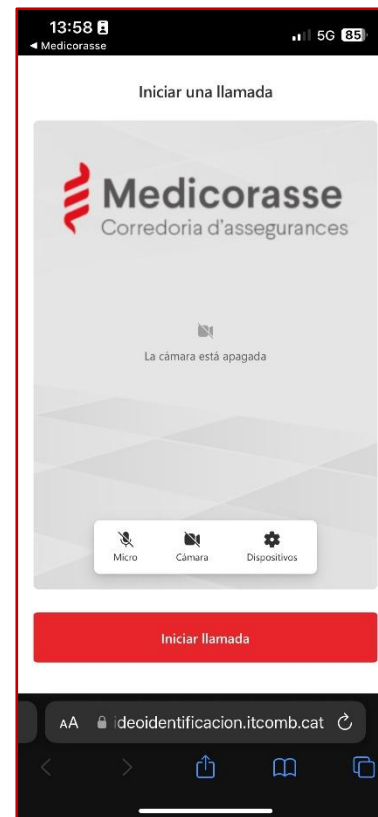 13:58
5G 85
◀ Medicorasse
Iniciar una llamada
Medicorasse
Corredoria d'assegurances
La cámara está apagada
Micro Cámara Dispositivos
Iniciar llamada
AA ideoidentificacion.itcomb.cat